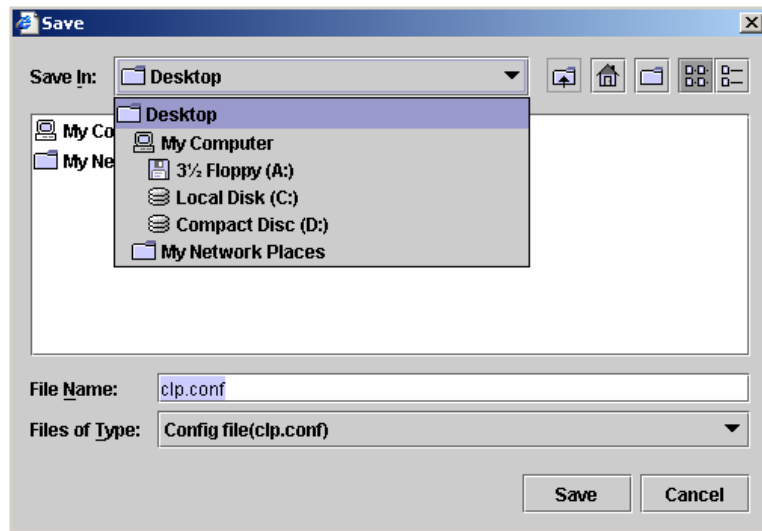 Save
Save In: Desktop
Desktop
My Co
My Computer
My Ne
3½ Floppy (A:)
Local Disk (C:)
Compact Disc (D:)
My Network Places
File Name: clp.conf
Files of Type: Config file(clp.conf)
Save Cancel